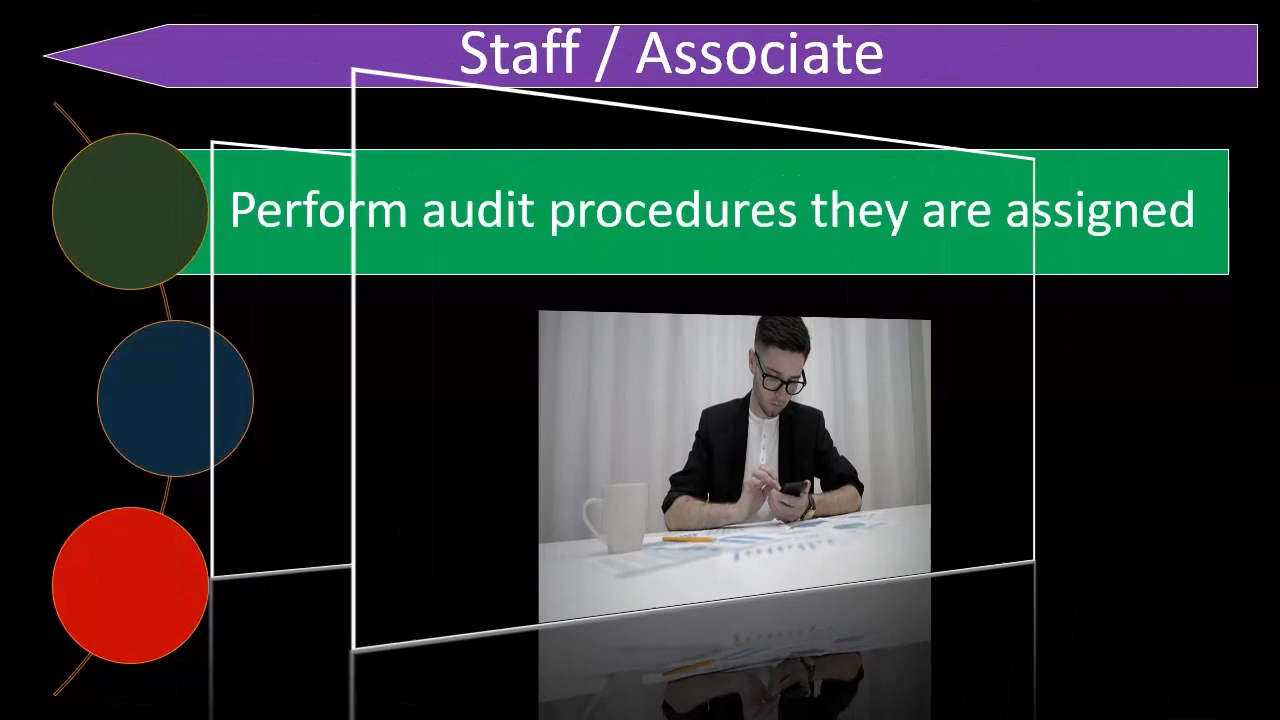 Staff / Associate
Perform audit procedures they are assigned